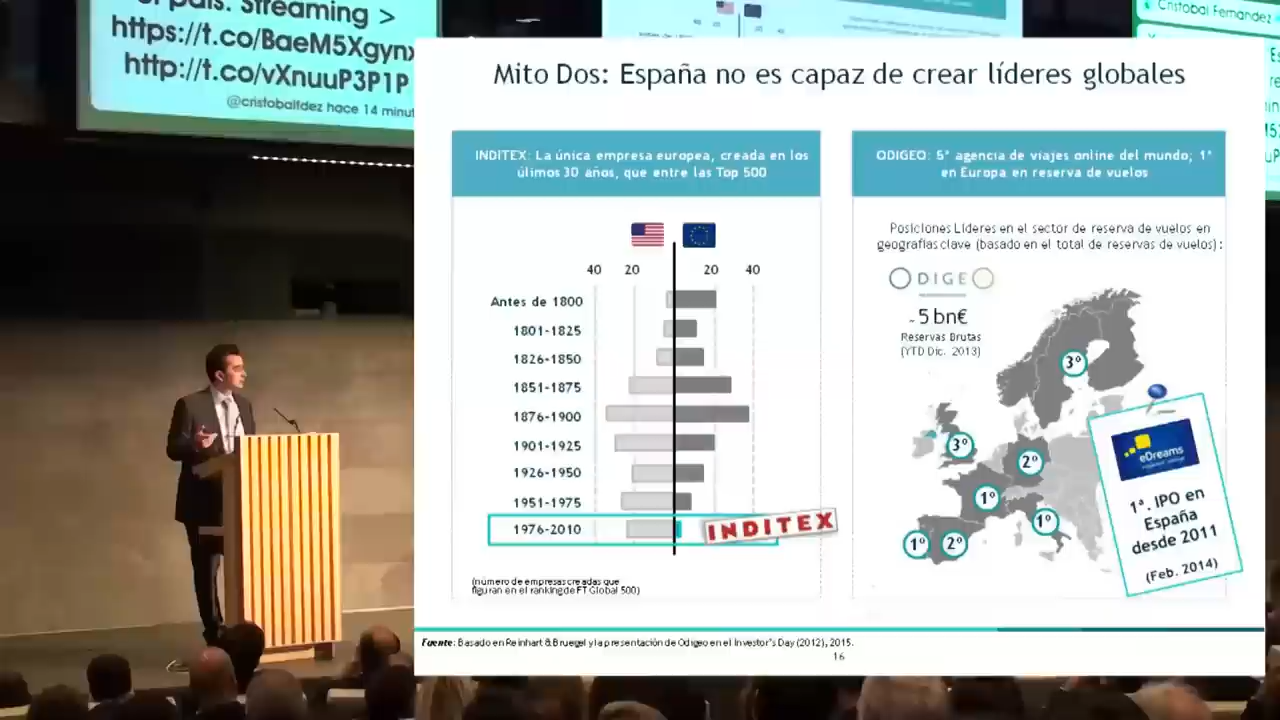 el país. Streaming >
https://t.co/BaeM5Xgynx
http://t.co/vXnuuP3P1P
@cristobalfdez hace 14 minut
40 20
20 40
Cristobal Fernandez
Mito Dos: España no es capaz de crear líderes globales
INDITEX: La única empresa europea, creada en los
úlimos 30 años, que entre las Top 500
40 20 20 40
Antes de 1800
1801-1825
1826-1850
1851-1875
1876-1900
1901-1925
1926-1950
1951-1975
1976-2010
INDITEX
(número de empresas creadas que
figuran en el ranking de FT Global 500)
ODIGEO: 5ª agencia de viajes online del mundo; 1ª
en Europa en reserva de vuelos
Posiciones Líderes en el sector de reserva de vuelos en
geografías clave (basado en el total de reservas de vuelos):
ODIGEO
~5 bn€
Reservas Brutas
(YTD Dic. 2013)
3º
3º
2º
1º
1º
1º
2º
eDreams
1ª. IPO en
España
desde 2011
(Feb. 2014)
Fuente: Basado en Reinhart & Bruegel y la presentación de Odigeo en el Investor's Day (2012), 2015.
16